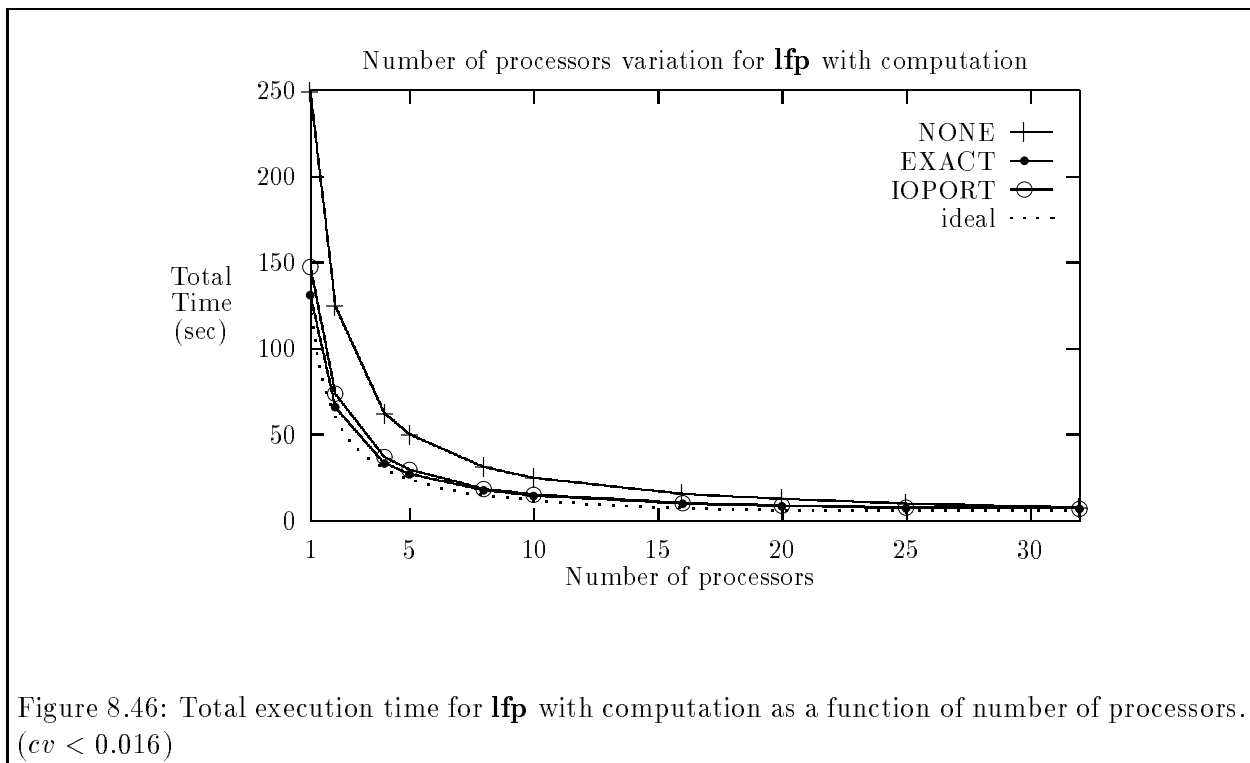 Number of processors variation for lfp with computation
250
200
150
100
50
0
Total
Time
(sec)
NONE
EXACT
IOPORT
ideal
1 5 10 15 20 25 30
Number of processors
Figure 8.46: Total execution time for lfp with computation as a function of number of processors.
(cv < 0.016)